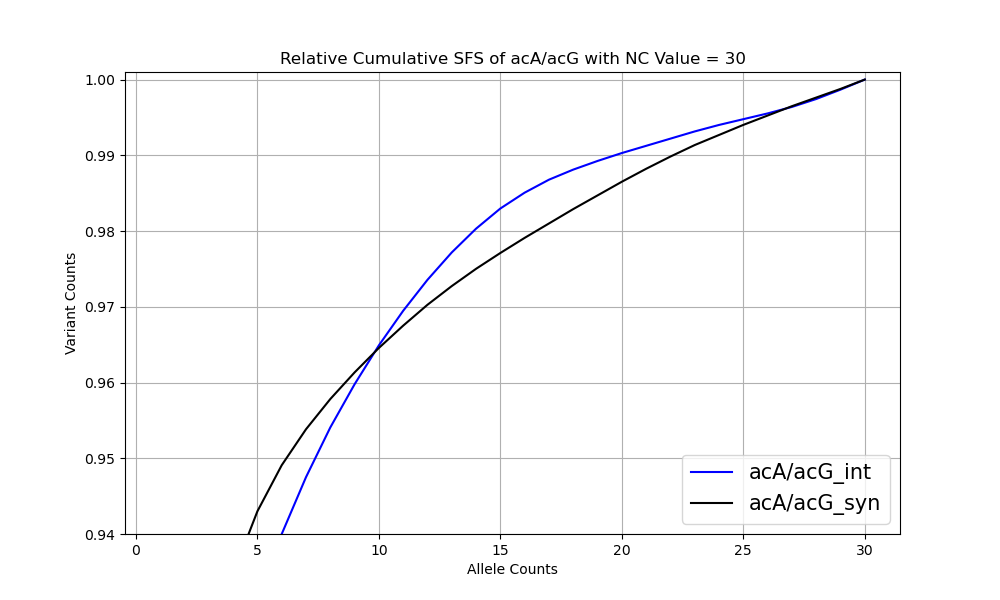 Relative Cumulative SFS of acA/acG with NC Value = 30
1.00
0.99
0.98
0.97
0.96
0.95
0.94
Variant Counts
0 5 10 15 20 25 30
Allele Counts
acA/acG_int
acA/acG_syn